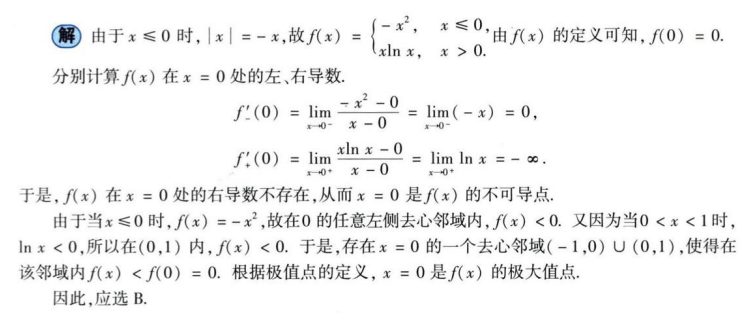 解 由于 x ≤ 0 时, |x| = -x,故 f(x) = { -x², x ≤ 0, xln x, x > 0. 由 f(x) 的定义可知, f(0) = 0.
分别计算 f(x) 在 x = 0 处的左、右导数.
f′₋(0) = lim_{x→0⁻} (-x² - 0)/(x - 0) = lim_{x→0⁻} (-x) = 0,
f′₊(0) = lim_{x→0⁺} (xln x - 0)/(x - 0) = lim_{x→0⁺} ln x = -∞.
于是, f(x) 在 x = 0 处的右导数不存在,从而 x = 0 是 f(x) 的不可导点.
由于当 x ≤ 0 时, f(x) = -x²,故在 0 的任意左侧去心邻域内, f(x) < 0. 又因为当 0 < x < 1 时,
ln x < 0,所以在(0,1) 内, f(x) < 0. 于是,存在 x = 0 的一个去心邻域(-1,0) ∪ (0,1),使得在
该邻域内 f(x) < f(0) = 0. 根据极值点的定义, x = 0 是 f(x) 的极大值点.
因此,应选 B.